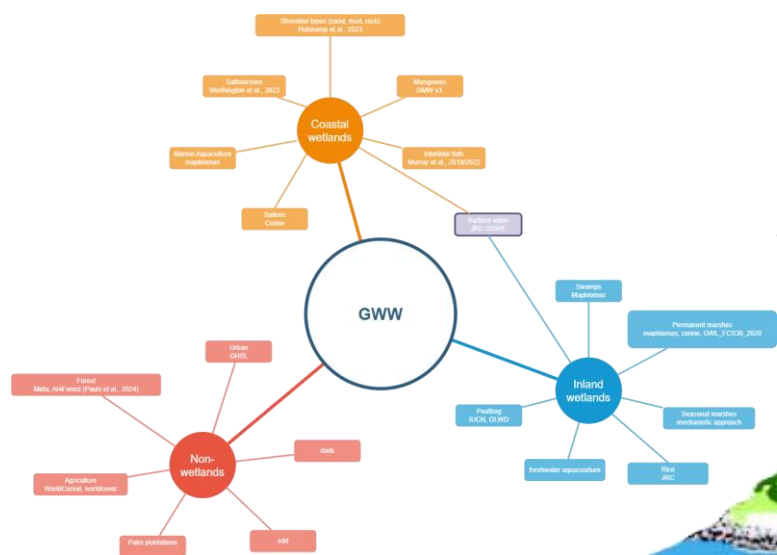 Shoreline types (sand, mud, rock)
Hulskamp et al., 2023
Saltmarshes
Worthington et al., 2023
Mangroves
GMW v3
Coastal
wetlands
Marine Aquaculture
mapbiomas
Intertidal flats
Murray et al., 2019/2022
Salines
Corine
Surface water
JRC GSWE
GWW
Swamps
Mapbiomas
Permanent marshes
mapbiomas, corine, GWL_FCS30_2020
Urban
GHSL
Forest
Meta, AI4Forest (Pauls et al., 2024)
Inland
wetlands
Peatbog
IUCN, GLWD
Seasonal marshes
mechanistic approach
Non-
wetlands
dads
freshwater aquaculture
Rice
JRC
Agriculture
WorldCereal, worldcover
Palm plantations
sdd